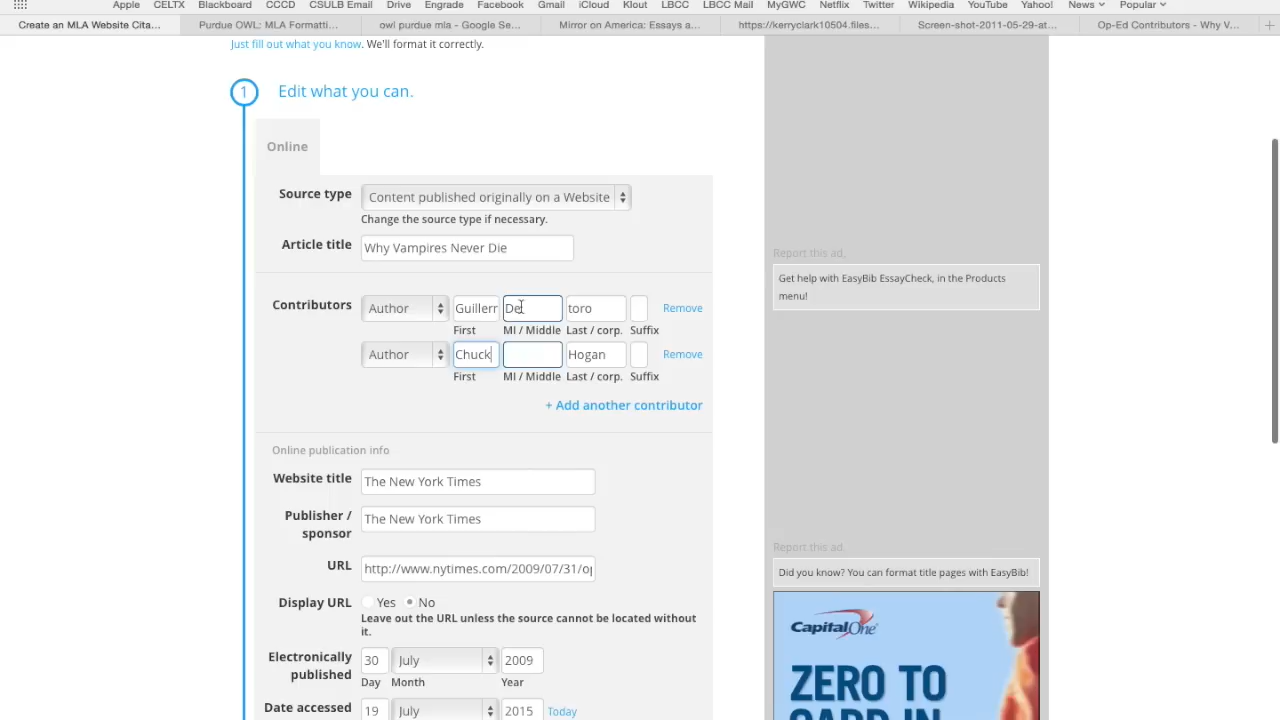 Apple CELTX Blackboard CCCD CSULB Email Drive Engrade Facebook Gmail iCloud Klout LBCC LBCC Mail MyGWC Netflix Twitter Wikipedia YouTube Yahoo! News Popular
Create an MLA Website Cita... Purdue OWL: MLA Formatti... owl purdue mla - Google Se... Mirror on America: Essays a... https://kerryclark10504.files... Screen-shot-2011-05-29-at... Op-Ed Contributors - Why V... +
Just fill out what you know. We'll format it correctly.
1 Edit what you can.
Online
Source type Content published originally on a Website
Change the source type if necessary.
Article title Why Vampires Never Die
Contributors Author Guillerr De toro Remove
First MI / Middle Last / corp. Suffix
Author Chuck Hogan Remove
First MI / Middle Last / corp. Suffix
+ Add another contributor
Online publication info
Website title The New York Times
Publisher / sponsor The New York Times
URL http://www.nytimes.com/2009/07/31/op
Display URL Yes No
Leave out the URL unless the source cannot be located without
it.
Electronically published 30 July 2009
Day Month Year
Date accessed 19 July 2015 Today
Report this ad.
Get help with EasyBib EssayCheck, in the Products
menu!
Report this ad.
Did you know? You can format title pages with EasyBib!
CapitalOne
ZERO TO
CARD IN